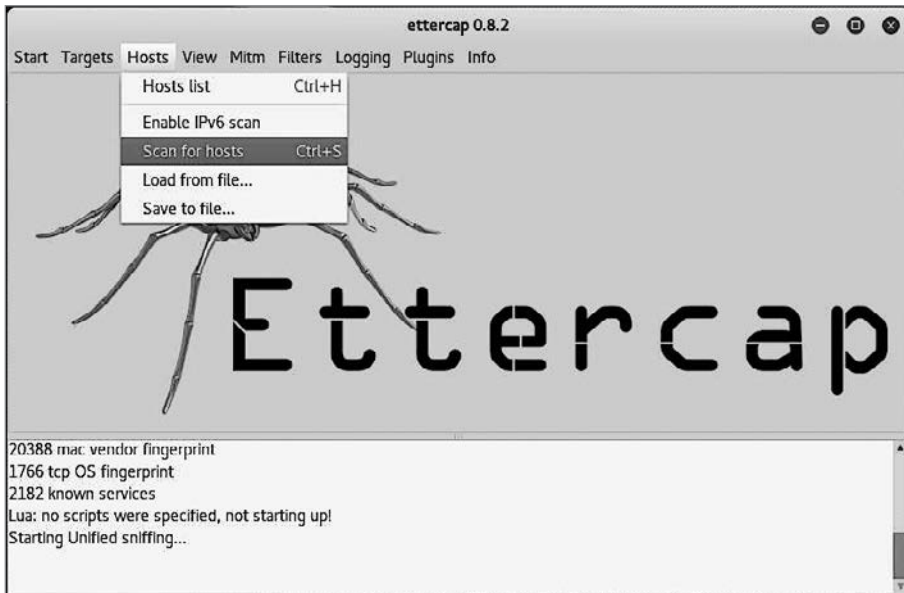 ettercap 0.8.2
Start Targets Hosts View Mitm Filters Logging Plugins Info
Hosts list Ctrl+H
Enable IPv6 scan
Scan for hosts Ctrl+S
Load from file...
Save to file...
Ettercap
20388 mac vendor fingerprint
1766 tcp OS fingerprint
2182 known services
Lua: no scripts were specified, not starting up!
Starting Unified sniffing...